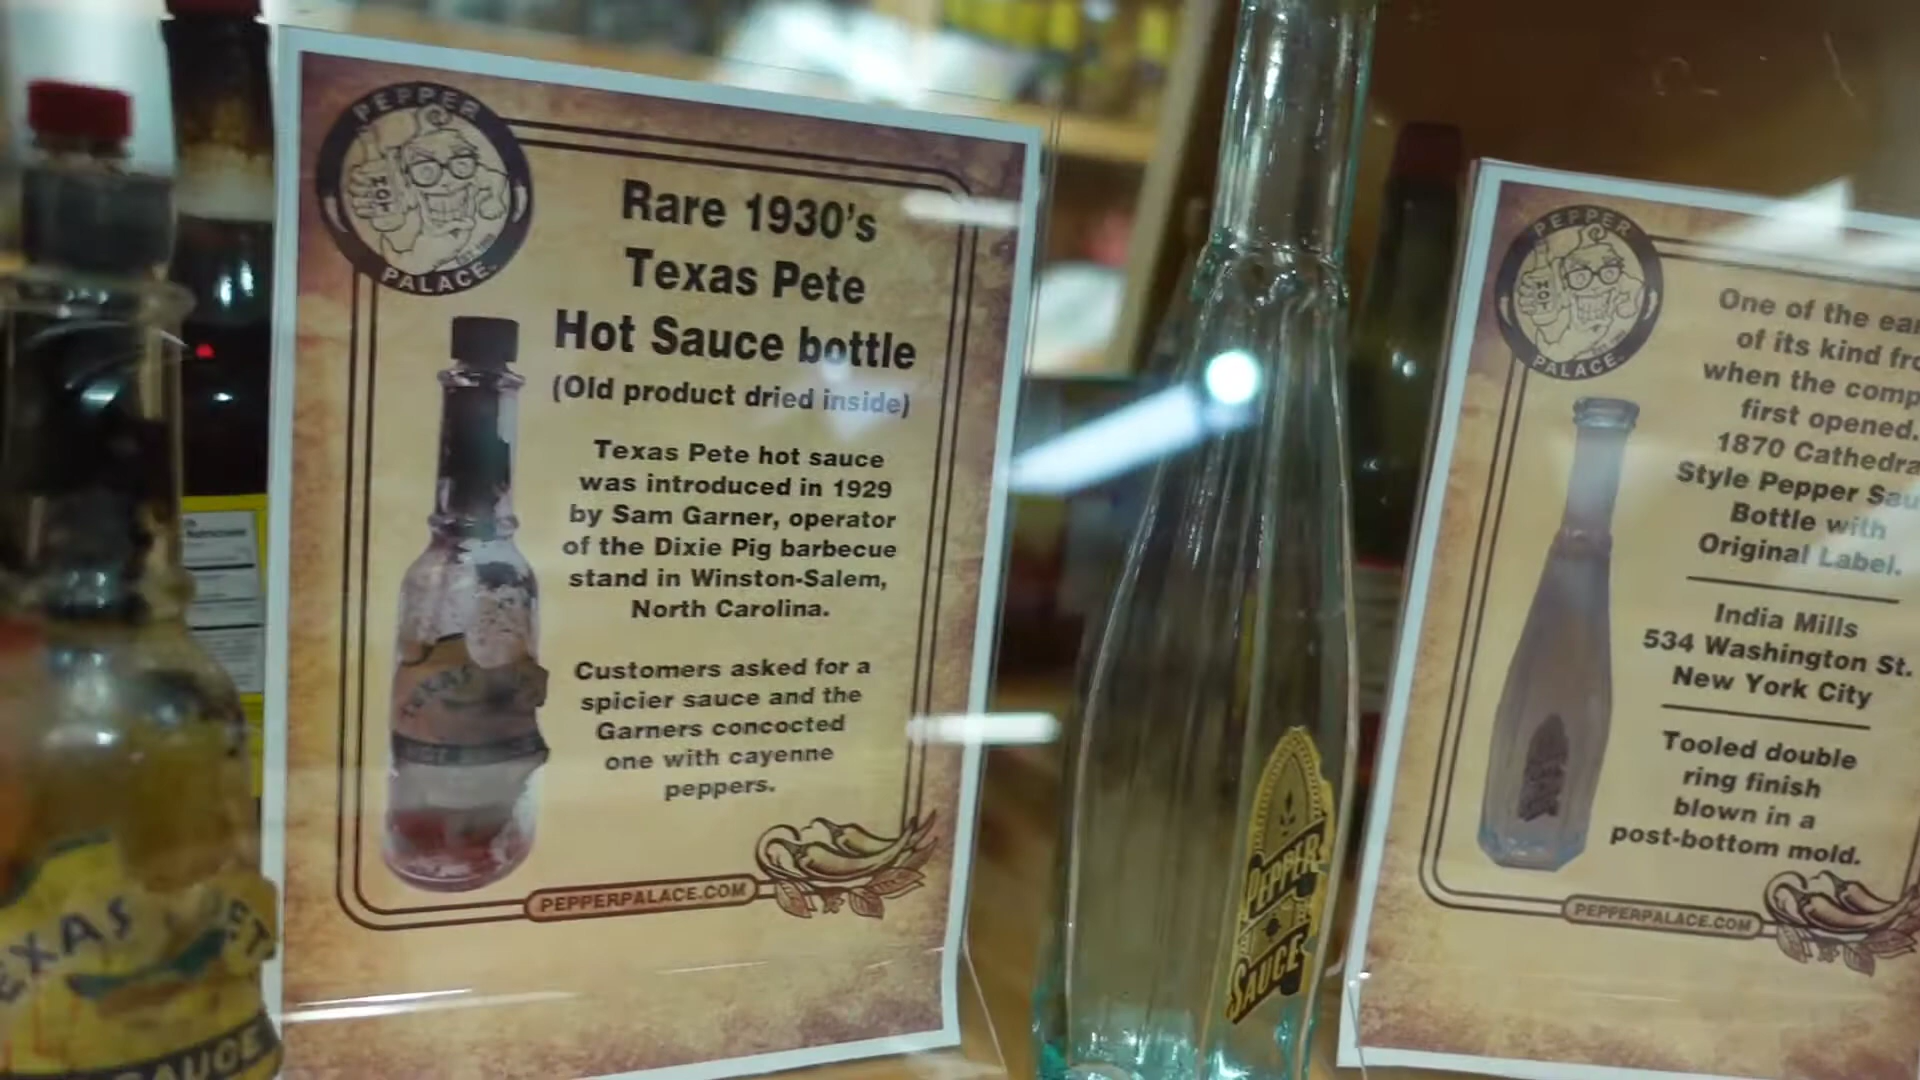 PEPPER
HOT
PALACE
Rare 1930's
Texas Pete
Hot Sauce bottle
(Old product dried inside)
Texas Pete hot sauce
was introduced in 1929
by Sam Garner, operator
of the Dixie Pig barbecue
stand in Winston-Salem,
North Carolina.
Customers asked for a
spicier sauce and the
Garners concocted
one with cayenne
peppers.
PEPPERPALACE.COM
TEXAS
EXAS
SAUCE
PEPPER
SAUCE
PEPPER
HOT
PALACE
One of the ear
of its kind fro
when the comp
first opened.
1870 Cathedra
Style Pepper Sau
Bottle with
Original Label.
India Mills
534 Washington St.
New York City
Tooled double
ring finish
blown in a
post-bottom mold.
PEPPERPALACE.COM